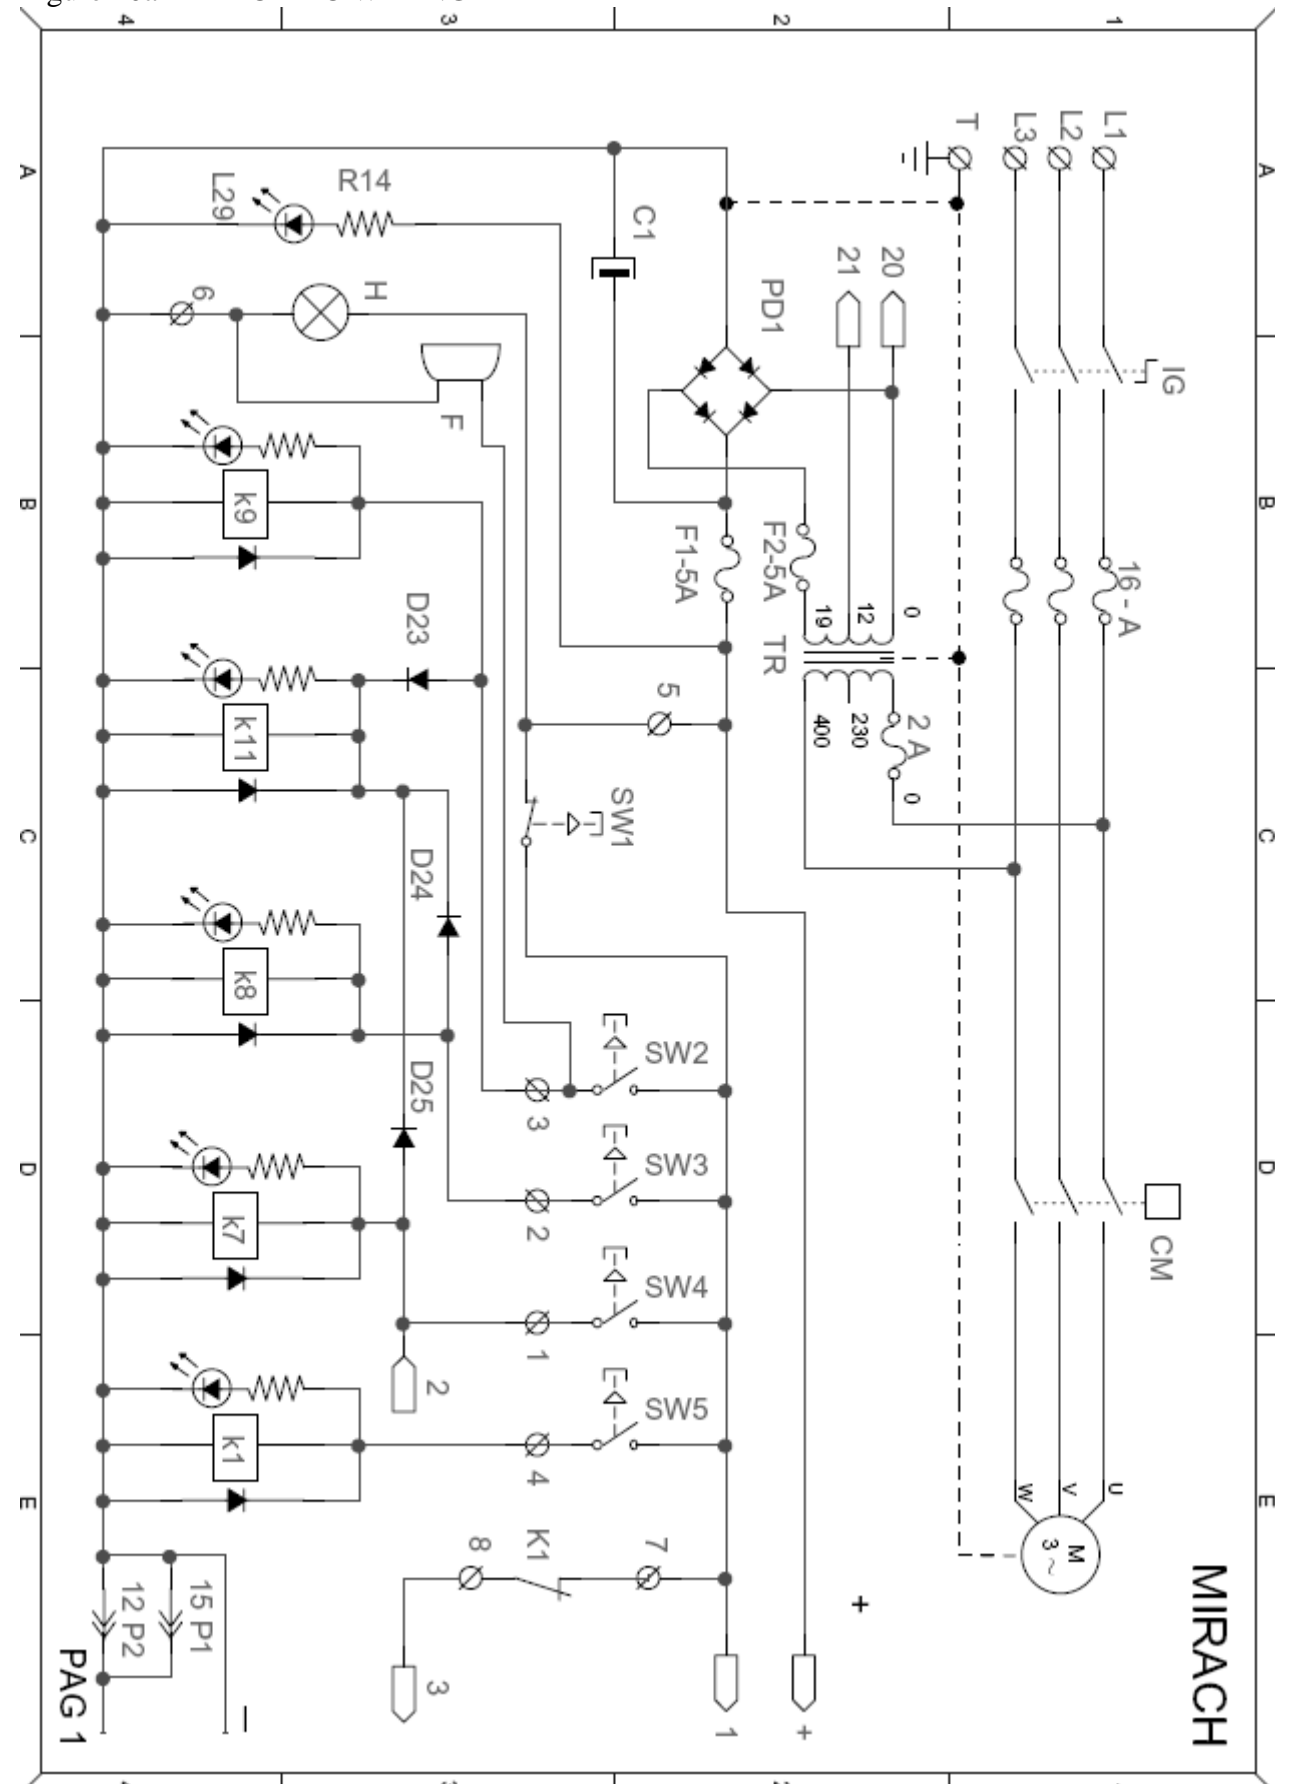 4
3
2
1
A
A
T
L3
L2
L1
R14
L29
C1
21
20
6
H
PD1
IG
F
B
B
k9
F1-5A
F2-5A
16 - A
19
12
0
D23
TR
5
k11
400
230
2 A
0
SW1
C
C
D24
k8
SW2
D25
3
D
D
SW3
k7
2
CM
SW4
1
2
SW5
k1
4
E
E
W
V
U
M
3 ~
8
K1
7
+
MIRACH
12 P2
15 P1
PAG 1
3
1
+